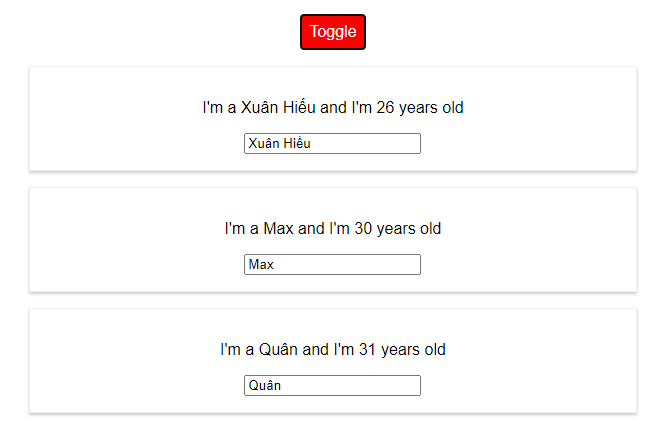 Toggle
I'm a Xuân Hiếu and I'm 26 years old
Xuân Hiếu
I'm a Max and I'm 30 years old
Max
I'm a Quân and I'm 31 years old
Quân